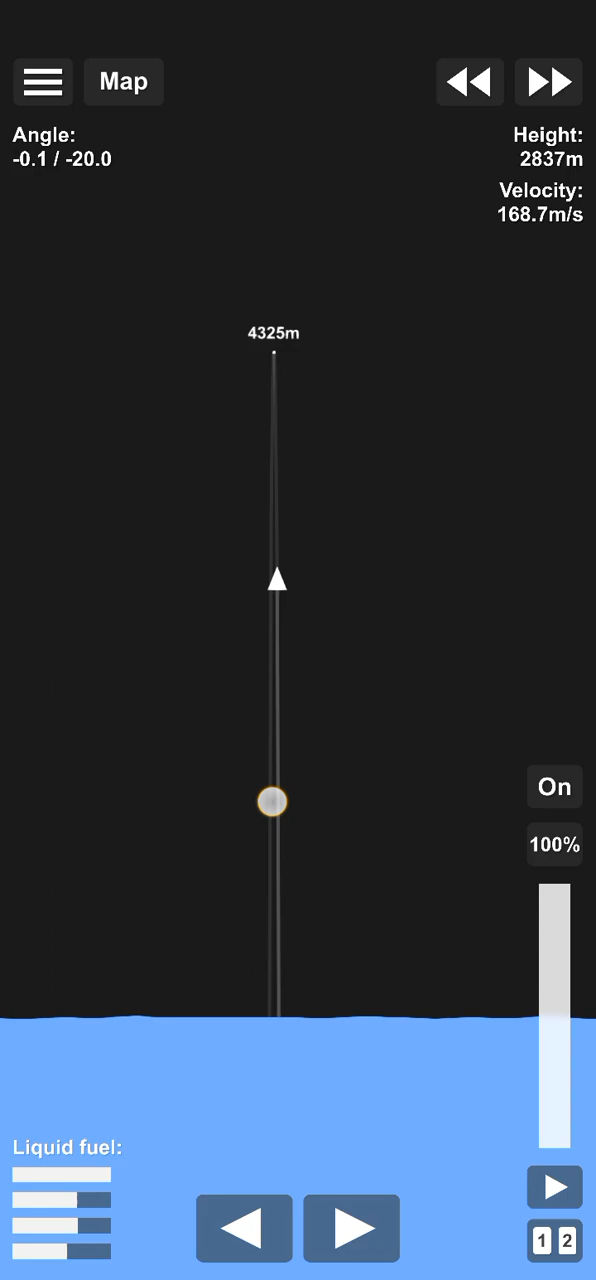 Map
Angle:
-0.1 / -20.0
Height:
2837m
Velocity:
168.7m/s
4325m
On
100%
Liquid fuel:
1 2